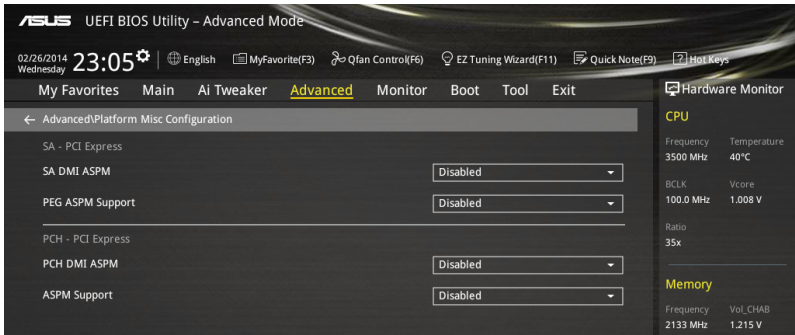 ASUS UEFI BIOS Utility – Advanced Mode
02/26/2014
Wednesday
23:05
English
MyFavorite(F3)
Qfan Control(F6)
EZ Tuning Wizard(F11)
Quick Note(F9)
? Hot Keys
My Favorites
Main
Ai Tweaker
Advanced
Monitor
Boot
Tool
Exit
← Advanced\Platform Misc Configuration
SA - PCI Express
SA DMI ASPM Disabled
PEG ASPM Support Disabled
PCH - PCI Express
PCH DMI ASPM Disabled
ASPM Support Disabled
Hardware Monitor
CPU
Frequency Temperature
3500 MHz 40°C
BCLK Vcore
100.0 MHz 1.008 V
Ratio
35x
Memory
Frequency Vol_CHAB
2133 MHz 1.215 V